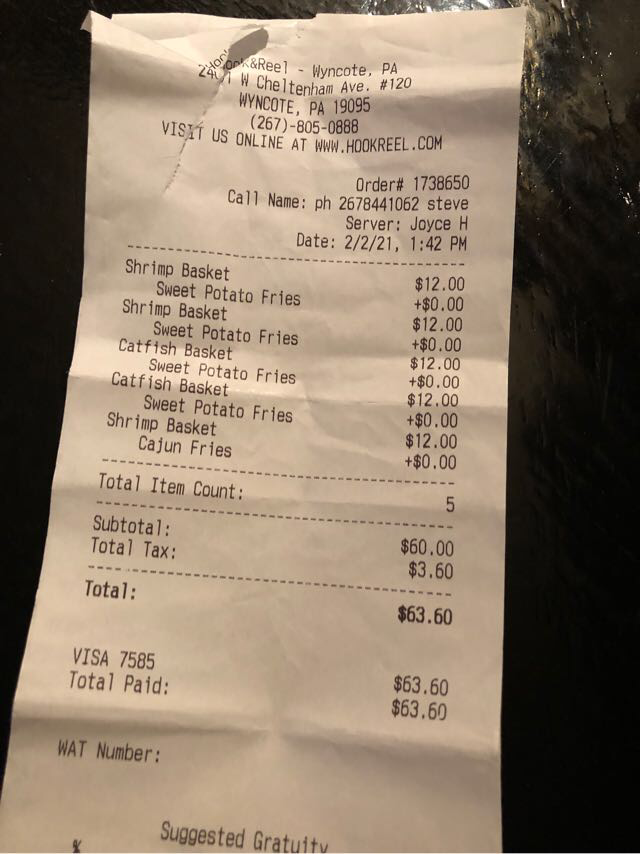 Hook&Reel - Wyncote, PA
W Cheltenham Ave. #120
WYNCOTE, PA 19095
(267)-805-0888
VISIT US ONLINE AT WWW.HOOKREEL.COM
Order# 1738650
Call Name: ph 2678441062 steve
Server: Joyce H
Date: 2/2/21, 1:42 PM
Shrimp Basket $12.00
Sweet Potato Fries +$0.00
Shrimp Basket $12.00
Sweet Potato Fries +$0.00
Catfish Basket $12.00
Sweet Potato Fries +$0.00
Catfish Basket $12.00
Sweet Potato Fries +$0.00
Shrimp Basket $12.00
Cajun Fries +$0.00
Total Item Count: 5
Subtotal: $60.00
Total Tax: $3.60
Total: $63.60
VISA 7585 $63.60
Total Paid: $63.60
WAT Number:
Suggested Gratuity
%